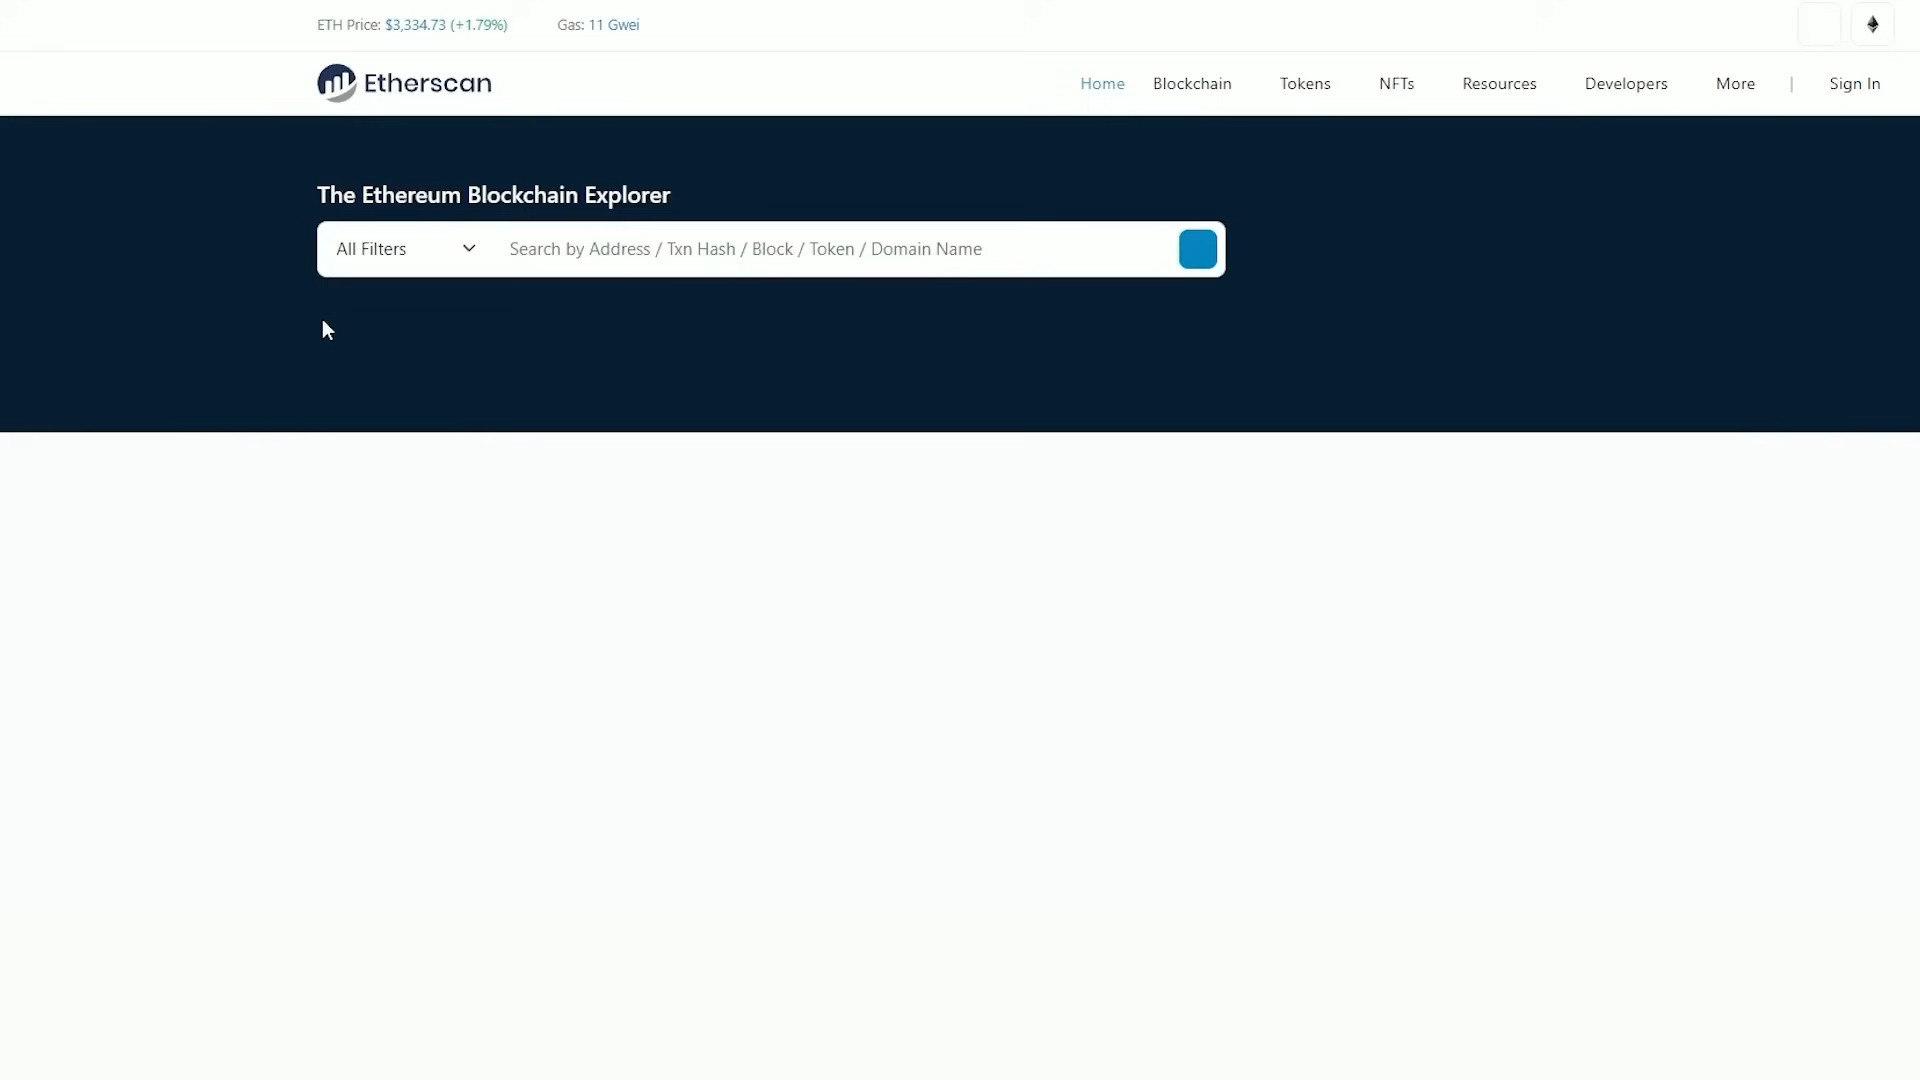 ETH Price: $3,334.73 (+1.79%) Gas: 11 Gwei
Etherscan
Home Blockchain Tokens NFTs Resources Developers More | Sign In
The Ethereum Blockchain Explorer
All Filters Search by Address / Txn Hash / Block / Token / Domain Name